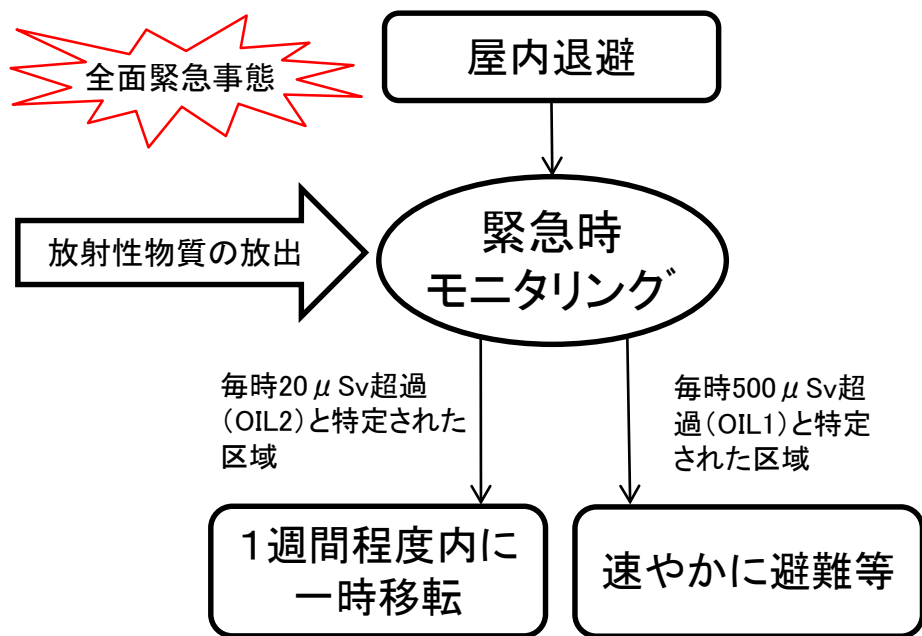 全面緊急事態
屋内退避
放射性物質の放出
緊急時
モニタリング
毎時20μSv超過
（OIL2）と特定された
区域
毎時500μSv超
過（OIL1）と特定
された区域
１週間程度内に
一時移転
速やかに避難等